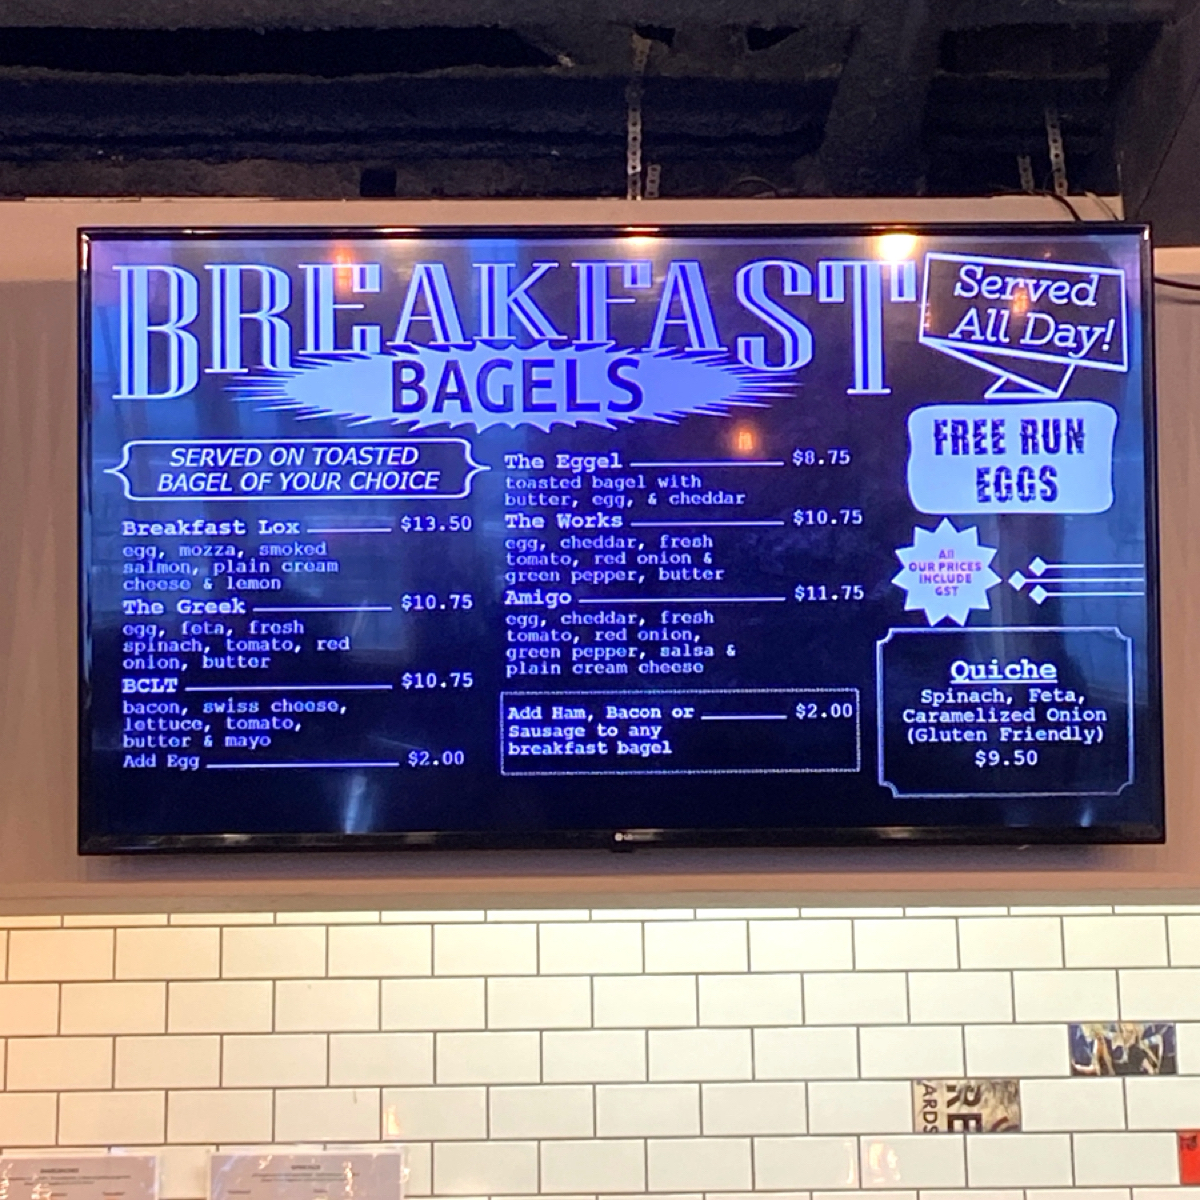 BREAKFAST
BAGELS
Served
All Day!
SERVED ON TOASTED
BAGEL OF YOUR CHOICE
Breakfast Lox $13.50
egg, mozza, smoked
salmon, plain cream
cheese & lemon
The Greek $10.75
egg, feta, fresh
spinach, tomato, red
onion, butter
BCLT $10.75
bacon, swiss cheese,
lettuce, tomato,
butter & mayo
Add Egg $2.00
The Eggel $8.75
toasted bagel with
butter, egg, & cheddar
The Works $10.75
egg, cheddar, fresh
tomato, red onion &
green pepper, butter
Amigo $11.75
egg, cheddar, fresh
tomato, red onion,
green pepper, salsa &
plain cream cheese
Add Ham, Bacon or $2.00
Sausage to any
breakfast bagel
FREE RUN
EGGS
All
OUR PRICES
INCLUDE
GST
Quiche
Spinach, Feta,
Caramelized Onion
(Gluten Friendly)
$9.50
LG
RE
ARDS